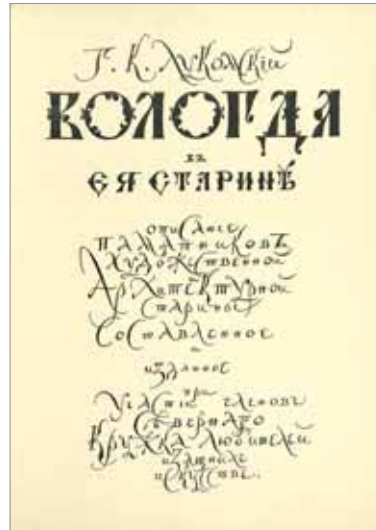 Г. К. Лукомскій
ВОЛОГДА
въ
ЕЯ СТАРИНѢ
описаніе
ПАМЯТНИКОВЪ
Художественной
Архитектурной
старины
Составленное
и
изданное
при
Участіи членовъ
Сѣвернаго
Кружка Любителей
изящныхъ
искусствъ.